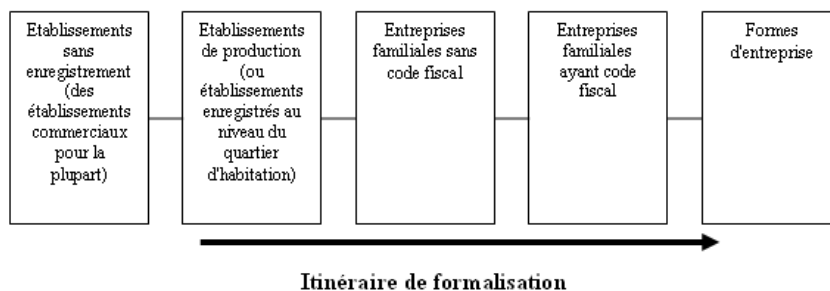 Etablissements
sans
enregistrement
(des
établissements
commerciaux
pour la
plupart)
Etablissements
de production
(ou
établissements
enregistrés au
niveau du
quartier
d'habitation)
Entreprises
familiales sans
code fiscal
Entreprises
familiales
ayant code
fiscal
Formes
d'entreprise
Itinéraire de formalisation